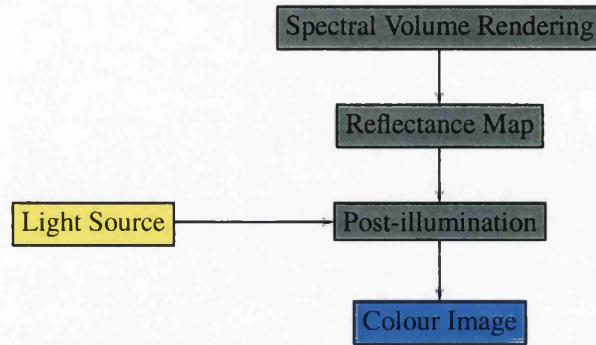 Spectral Volume Rendering
Reflectance Map
Light Source
Post-illumination
Colour Image